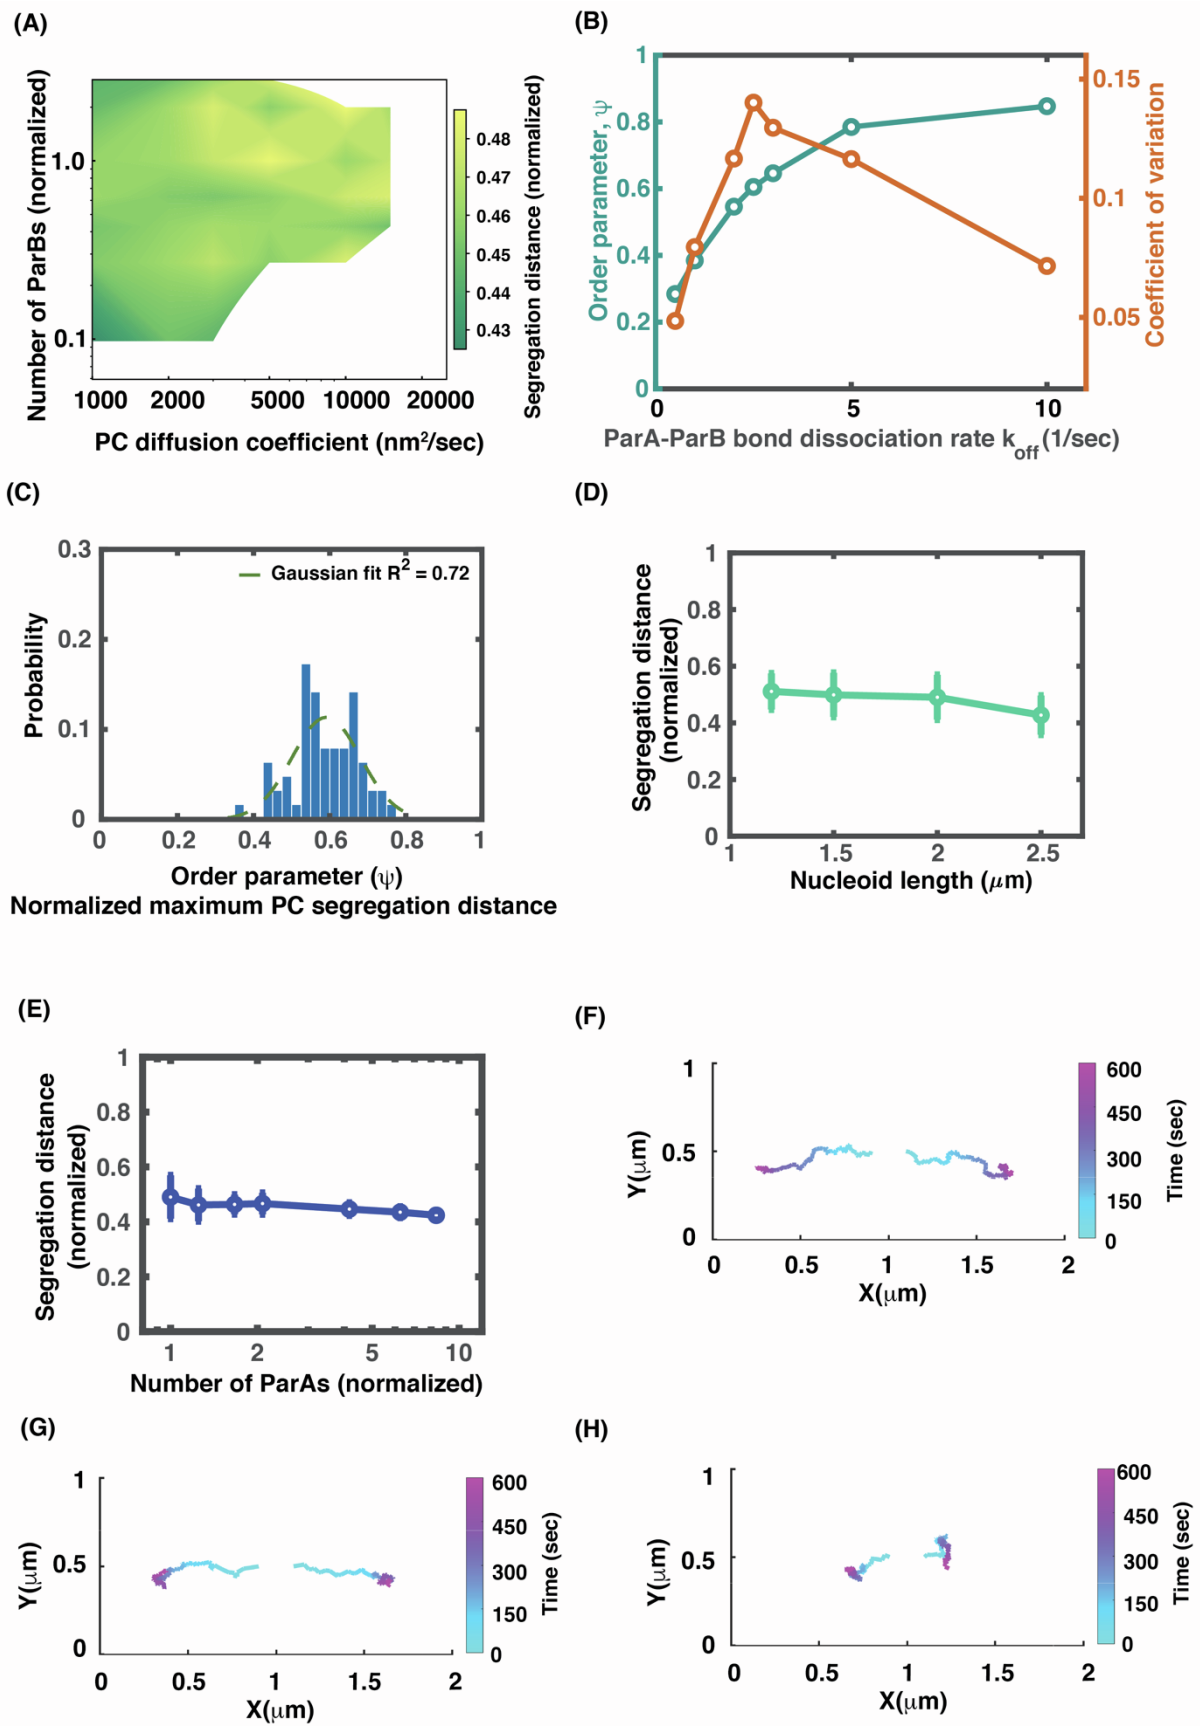 (A)
Number of ParBs (normalized)
1.0
0.1
1000 2000 5000 10000 20000
PC diffusion coefficient (nm²/sec)
0.48
0.47
0.46
0.45
0.44
0.43
Segregation distance (normalized)
(B)
Order parameter, ψ
1
0.8
0.6
0.4
0.2
0
0 5 10
ParA-ParB bond dissociation rate k_off (1/sec)
0.15
0.1
0.05
Coefficient of variation
(C)
Probability
0.3
0.2
0.1
0
Gaussian fit R² = 0.72
0 0.2 0.4 0.6 0.8 1
Order parameter (ψ)
Normalized maximum PC segregation distance
(D)
Segregation distance
(normalized)
1
0.8
0.6
0.4
0.2
0
1 1.5 2 2.5
Nucleoid length (μm)
(E)
Segregation distance
(normalized)
1
0.8
0.6
0.4
0.2
0
1 2 5 10
Number of ParAs (normalized)
(F)
Y(μm)
1
0.5
0
0 0.5 1 1.5 2
X(μm)
600
450
300
150
0
Time (sec)
(G)
Y(μm)
1
0.5
0
0 0.5 1 1.5 2
X(μm)
600
450
300
150
0
Time (sec)
(H)
Y(μm)
1
0.5
0
0 0.5 1 1.5 2
X(μm)
600
450
300
150
0
Time (sec)